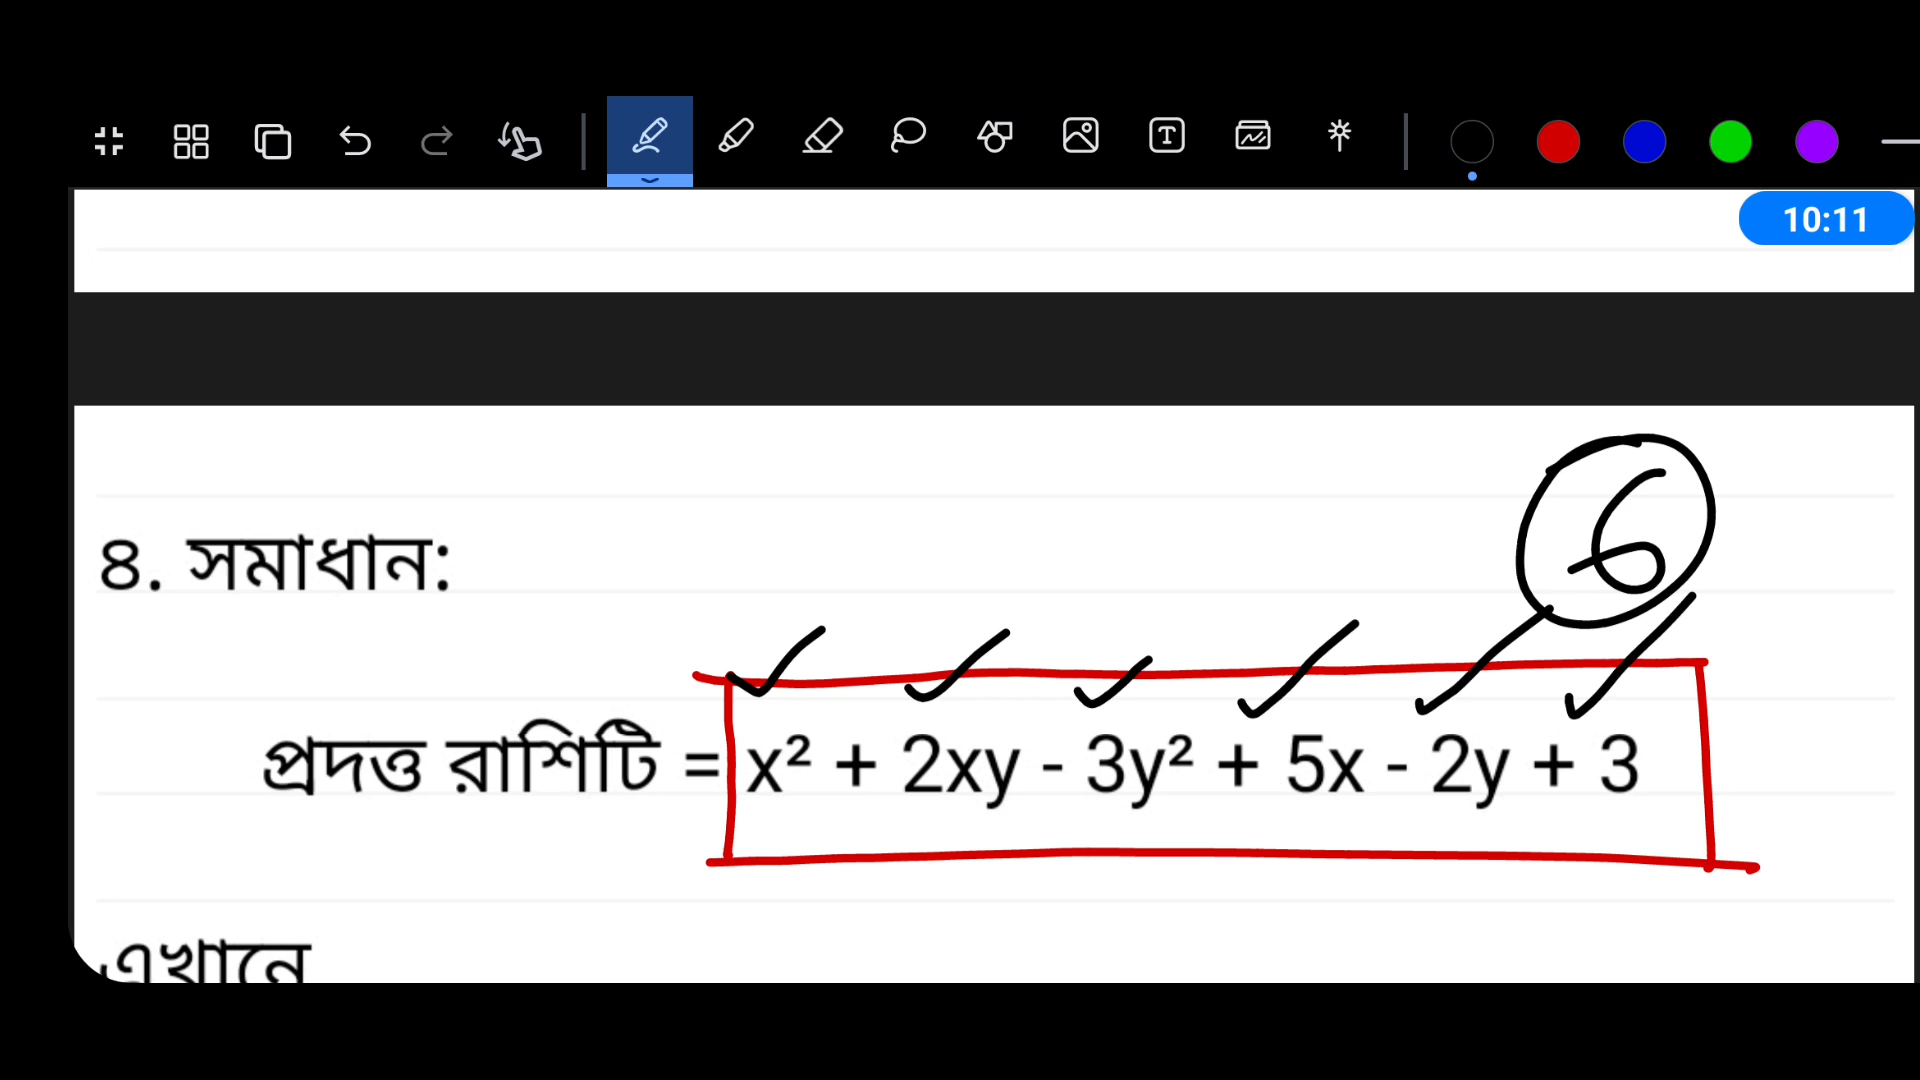 10:11
6
৪. সমাধান:
প্রদত্ত রাশিটি = x² + 2xy - 3y² + 5x - 2y + 3
এখানে